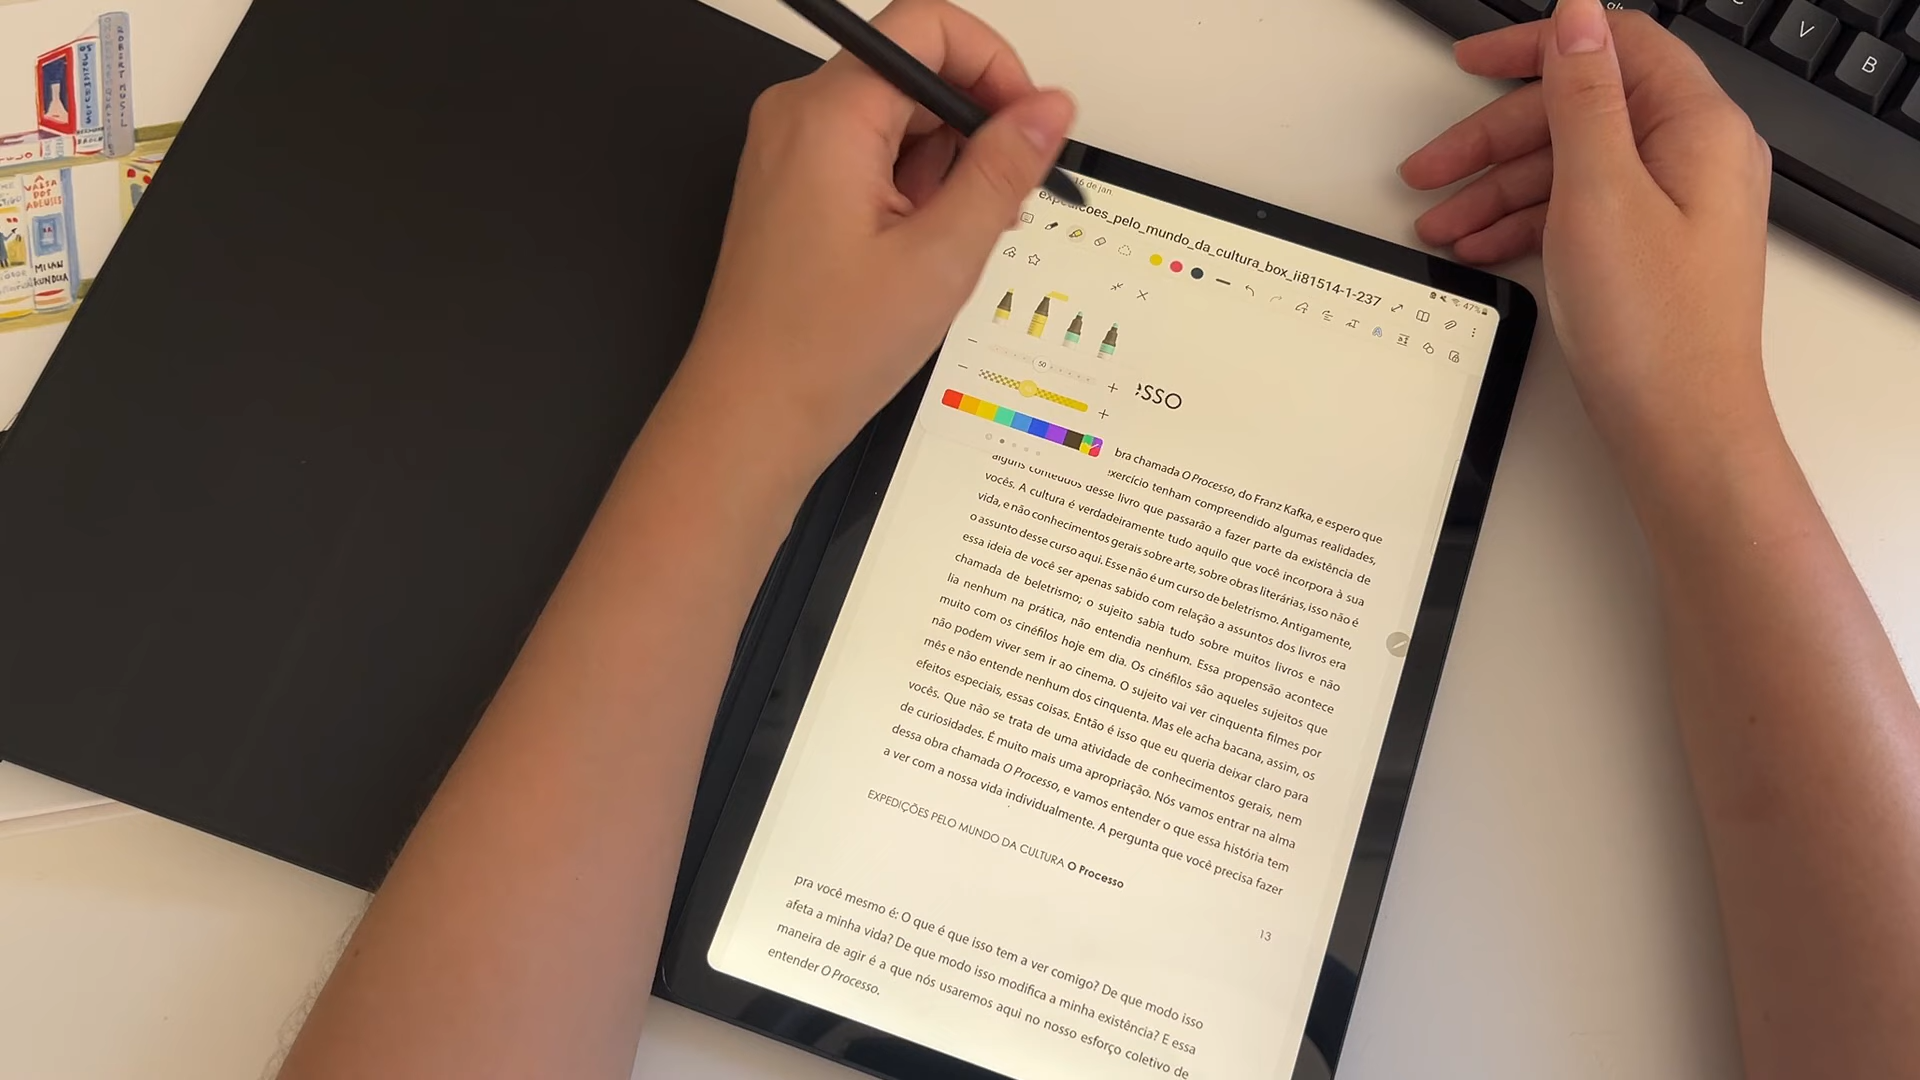 ROBERT MUSIL
A VALSA DOS ADEUSES
MILAN KUNDERA
V
B
alt
16 de jan
47%
expedicoes_pelo_mundo_da_cultura_box_ii81514-1-237
50
bra chamada O Processo, do Franz Kafka, e espero que
xercício tenham compreendido algumas realidades,
alguns conteúdos desse livro que passarão a fazer parte da existência de
vocês. A cultura é verdadeiramente tudo aquilo que você incorpora à sua
vida, e não conhecimentos gerais sobre arte, sobre obras literárias, isso não é
o assunto desse curso aqui. Esse não é um curso de beletrismo. Antigamente,
essa ideia de você ser apenas sabido com relação a assuntos dos livros era
chamada de beletrismo; o sujeito sabia tudo sobre muitos livros e não
lia nenhum na prática, não entendia nenhum. Essa propensão acontece
muito com os cinéfilos hoje em dia. Os cinéfilos são aqueles sujeitos que
não podem viver sem ir ao cinema. O sujeito vai ver cinquenta filmes por
mês e não entende nenhum dos cinquenta. Mas ele acha bacana, assim, os
efeitos especiais, essas coisas. Então é isso que eu queria deixar claro para
vocês. Que não se trata de uma atividade de conhecimentos gerais, nem
de curiosidades. É muito mais uma apropriação. Nós vamos entrar na alma
dessa obra chamada O Processo, e vamos entender o que essa história tem
a ver com a nossa vida individualmente. A pergunta que você precisa fazer
EXPEDIÇÕES PELO MUNDO DA CULTURA O Processo
13
pra você mesmo é: O que é que isso tem a ver comigo? De que modo isso
afeta a minha vida? De que modo isso modifica a minha existência? E essa
maneira de agir é a que nós usaremos aqui no nosso esforço coletivo de
entender O Processo.